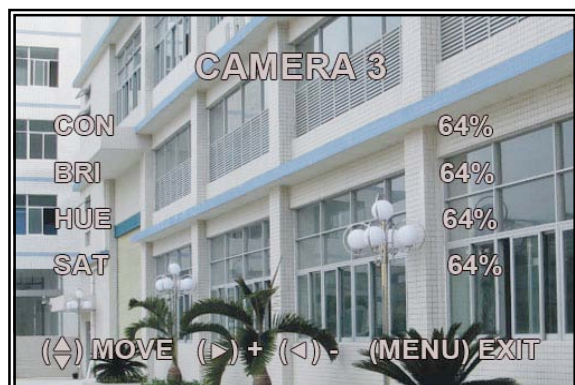 CAMERA 3
CON 64%
BRI 64%
HUE 64%
SAT 64%
(♦) MOVE (►) + (◄) - (MENU) EXIT